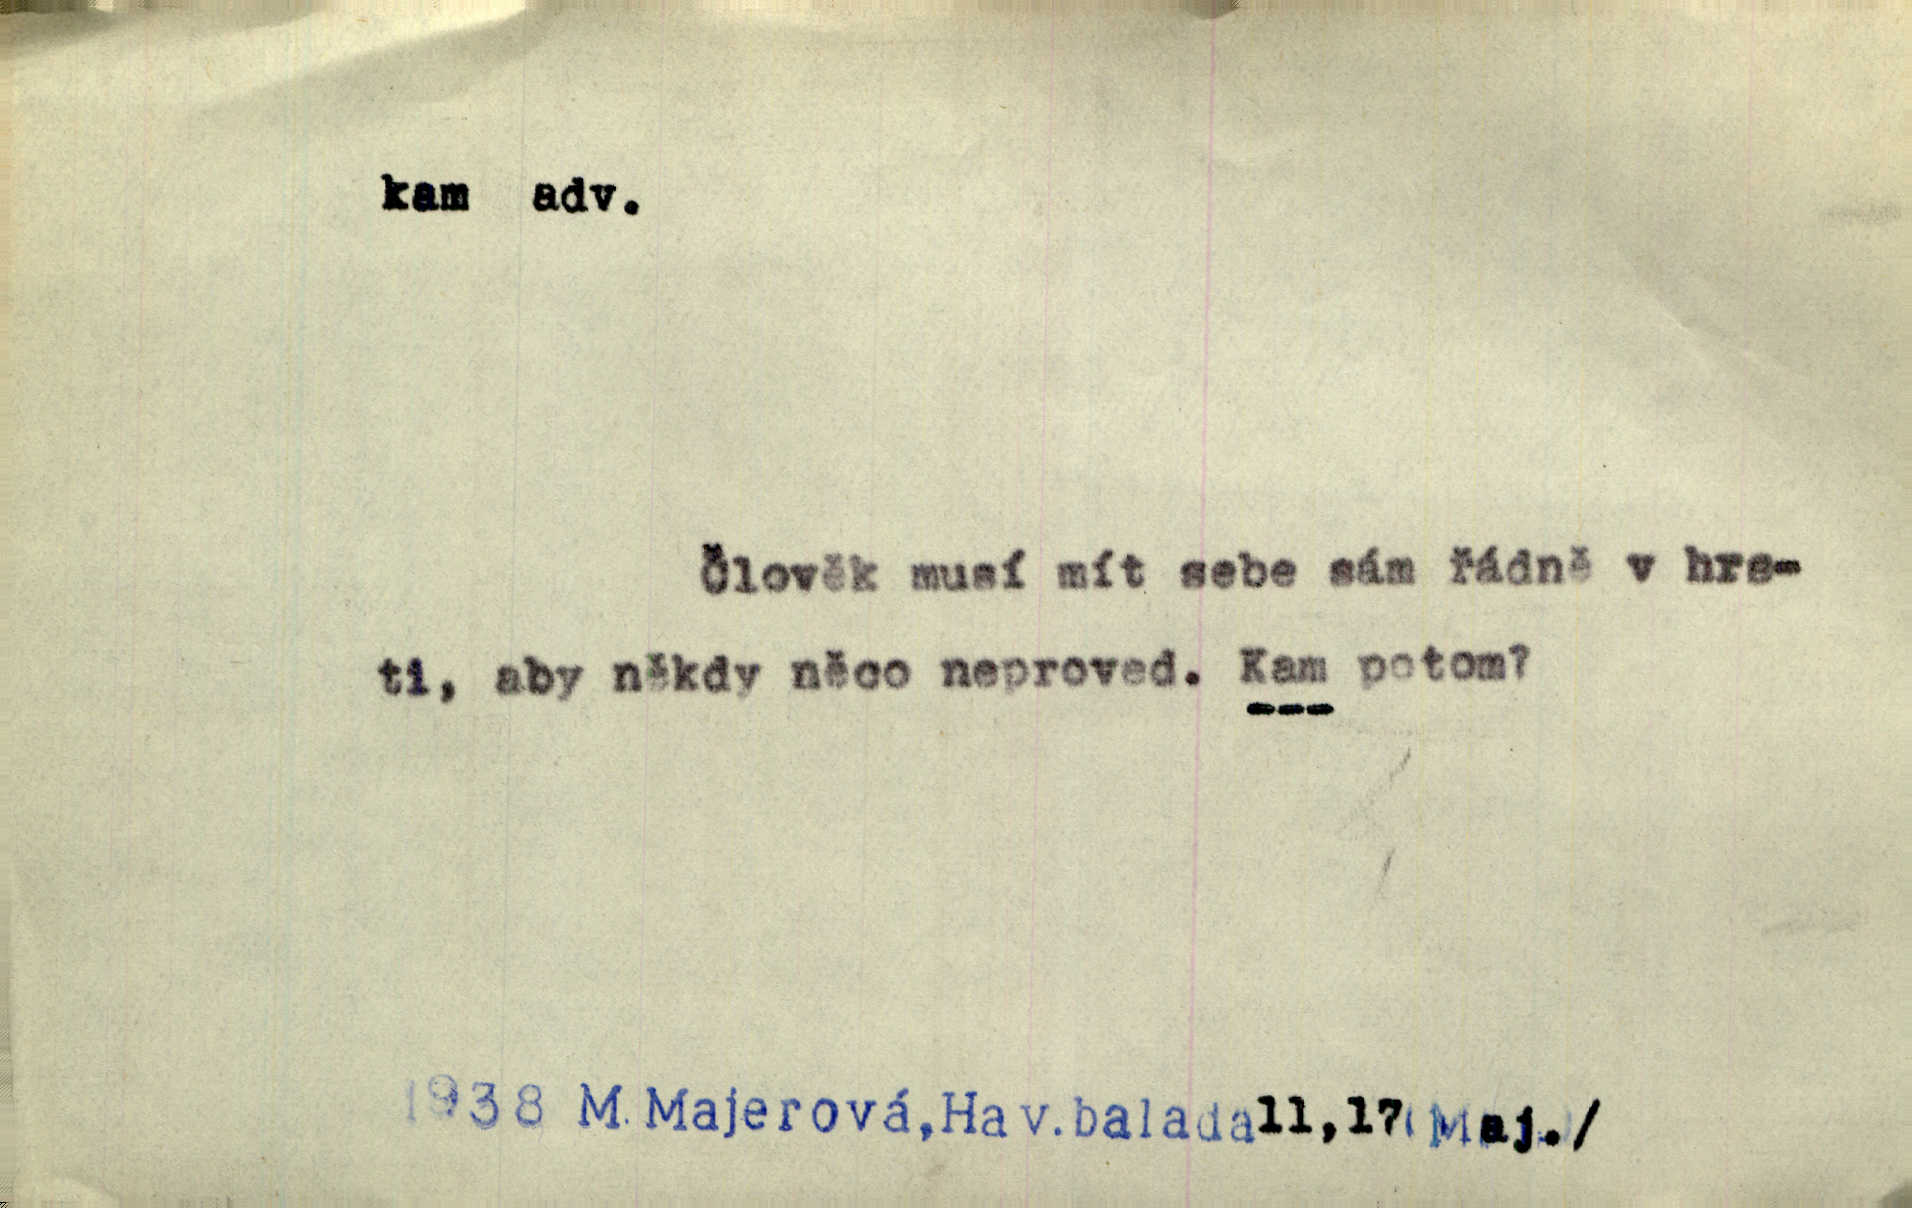 kam adv.
Člověk musí mít sebe sám řádně v hrs-
ti, aby někdy něco neproved. Kam potom?
1938 M. Majerová, Hav. balada 11,17 (Maj./